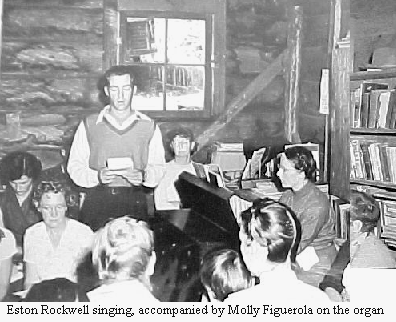 Eston Rockwell singing, accompanied by Molly Figuerola on the organ